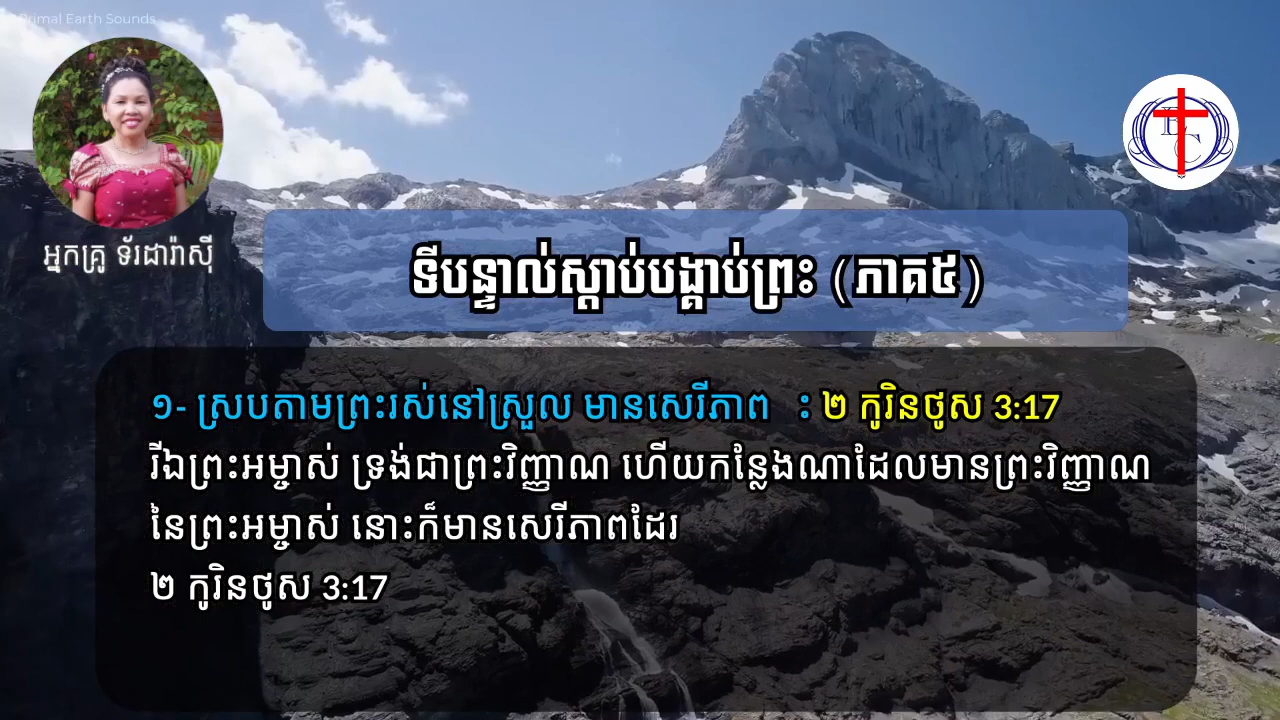 Primal Earth Sounds
អ្នកគ្រូ ទ័រដារ៉ាស៊ី
ទីបន្ទាល់ស្ដាប់បង្គាប់ព្រះ (ភាគ៥)
១- ស្របតាមព្រះរស់នៅស្រួល មានសេរីភាព ៖ ២ កូរិនថូស 3:17
រីឯព្រះអម្ចាស់ ទ្រង់ជាព្រះវិញ្ញាណ ហើយកន្លែងណាដែលមានព្រះវិញ្ញាណ
នៃព្រះអម្ចាស់ នោះក៏មានសេរីភាពដែរ
២ កូរិនថូស 3:17